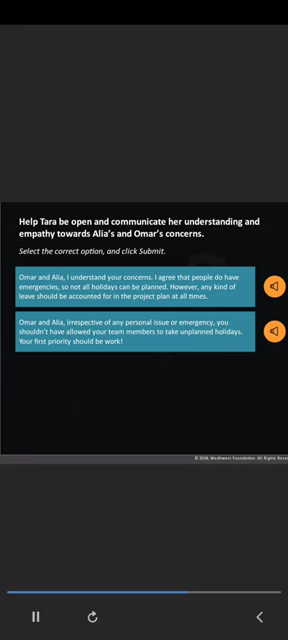 Help Tara be open and communicate her understanding and
empathy towards Alia's and Omar's concerns.
Select the correct option, and click Submit.
Omar and Alia, I understand your concerns. I agree that people do have
emergencies, so not all holidays can be planned. However, any kind of
leave should be accounted for in the project plan at all times.
Omar and Alia, irrespective of any personal issue or emergency, you
shouldn't have allowed your team members to take unplanned holidays.
Your first priority should be work!
Wadhwani Foundation. All Rights